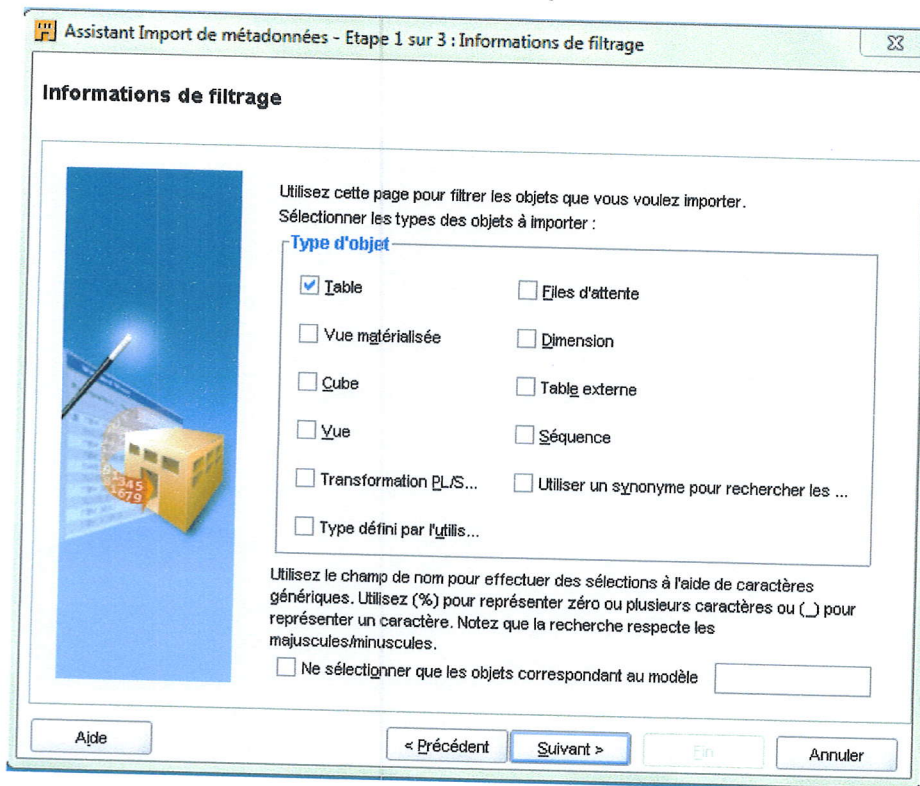 Assistant Import de métadonnées - Etape 1 sur 3 : Informations de filtrage
Informations de filtrage
Utilisez cette page pour filtrer les objets que vous voulez importer.
Sélectionner les types des objets à importer :
Type d'objet
Table
Files d'attente
Vue matérialisée
Dimension
Cube
Table externe
Vue
Séquence
Transformation PL/S...
Utiliser un synonyme pour rechercher les ...
Type défini par l'utilis...
Utilisez le champ de nom pour effectuer des sélections à l'aide de caractères
génériques. Utilisez (%) pour représenter zéro ou plusieurs caractères ou (_) pour
représenter un caractère. Notez que la recherche respecte les
majuscules/minuscules.
Ne sélectionner que les objets correspondant au modèle
Aide
< Précédent
Suivant >
Fin
Annuler